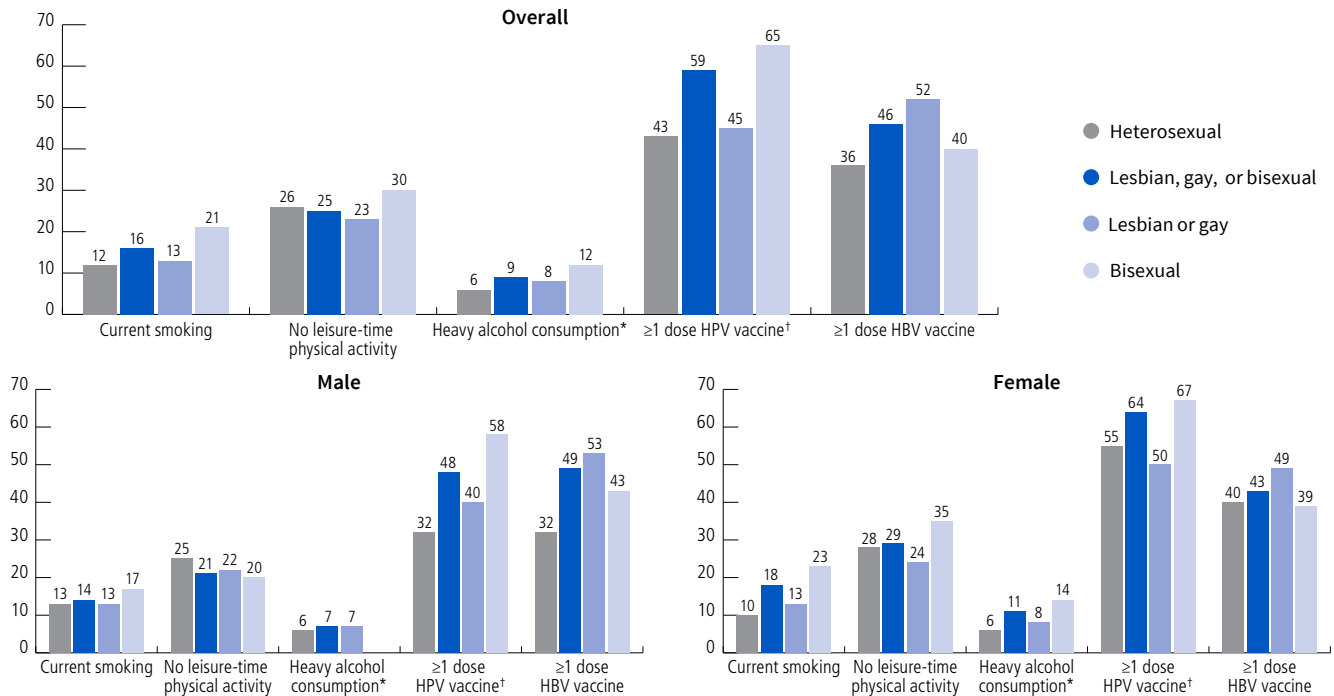 Overall
70
60
50
40
30
20
10
0
12 16 13 21
26 25 23 30
6 9 8 12
43 59 45 65
36 46 52 40
Current smoking
No leisure-time
physical activity
Heavy alcohol consumption*
≥1 dose HPV vaccine†
≥1 dose HBV vaccine
Heterosexual
Lesbian, gay, or bisexual
Lesbian or gay
Bisexual
Male
70
60
50
40
30
20
10
0
13 14 13 17
25 21 22 20
6 7 7
32 48 40 58
32 49 53 43
Current smoking
No leisure-time
physical activity
Heavy alcohol
consumption*
≥1 dose
HPV vaccine†
≥1 dose
HBV vaccine
Female
70
60
50
40
30
20
10
0
10 18 13 23
28 29 24 35
6 11 8 14
55 64 50 67
40 43 49 39
Current smoking
No leisure-time
physical activity
Heavy alcohol
consumption*
≥1 dose
HPV vaccine†
≥1 dose
HBV vaccine